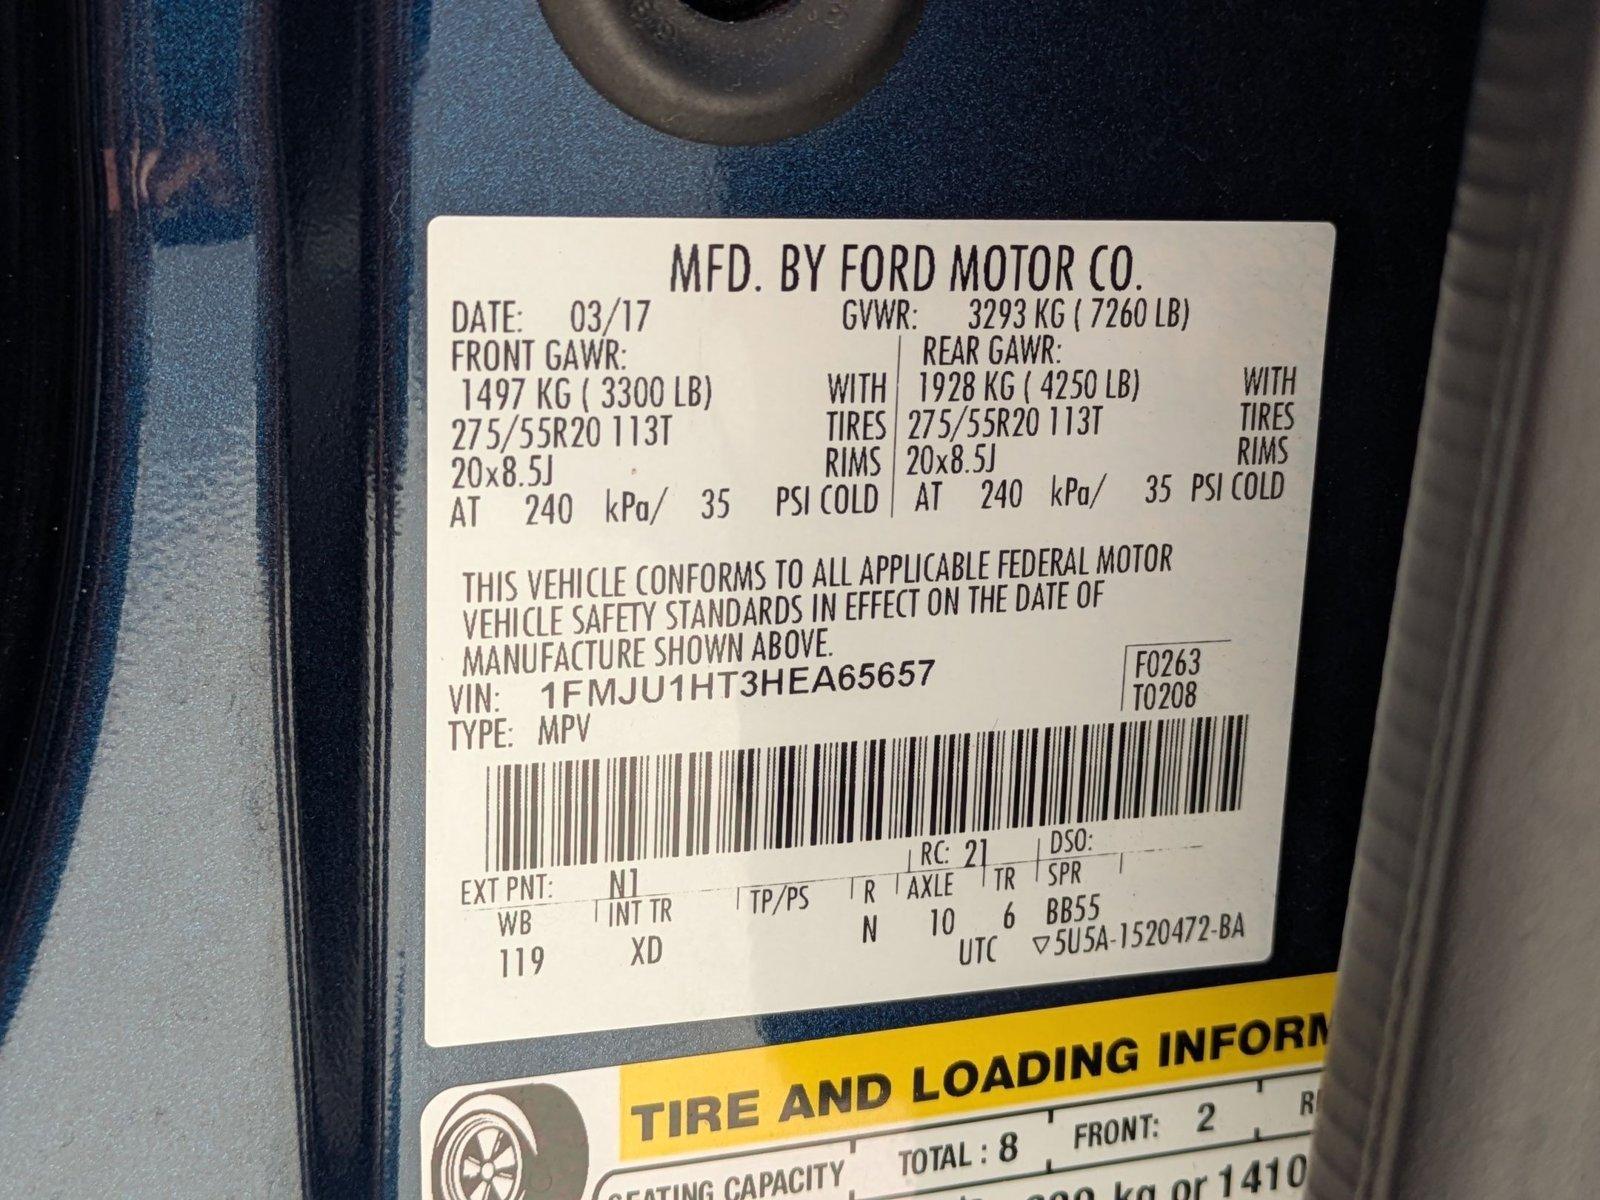 MFD. BY FORD MOTOR CO.
DATE: 03/17 GVWR: 3293 KG ( 7260 LB)
FRONT GAWR: REAR GAWR:
1497 KG ( 3300 LB) WITH 1928 KG ( 4250 LB) WITH
275/55R20 113T TIRES 275/55R20 113T TIRES
20x8.5J RIMS 20x8.5J RIMS
AT 240 kPa/ 35 PSI COLD AT 240 kPa/ 35 PSI COLD
THIS VEHICLE CONFORMS TO ALL APPLICABLE FEDERAL MOTOR
VEHICLE SAFETY STANDARDS IN EFFECT ON THE DATE OF
MANUFACTURE SHOWN ABOVE.
VIN: 1FMJU1HT3HEA65657 F0263
TYPE: MPV T0208
EXT PNT: N1 RC: 21 DSO:
WB INT TR TP/PS R AXLE TR SPR
119 XD N 10 6 BB55
UTC ▽5U5A-1520472-BA
TIRE AND LOADING
SEATING CAPACITY TOTAL : 8 FRONT: 2
kg or 1410